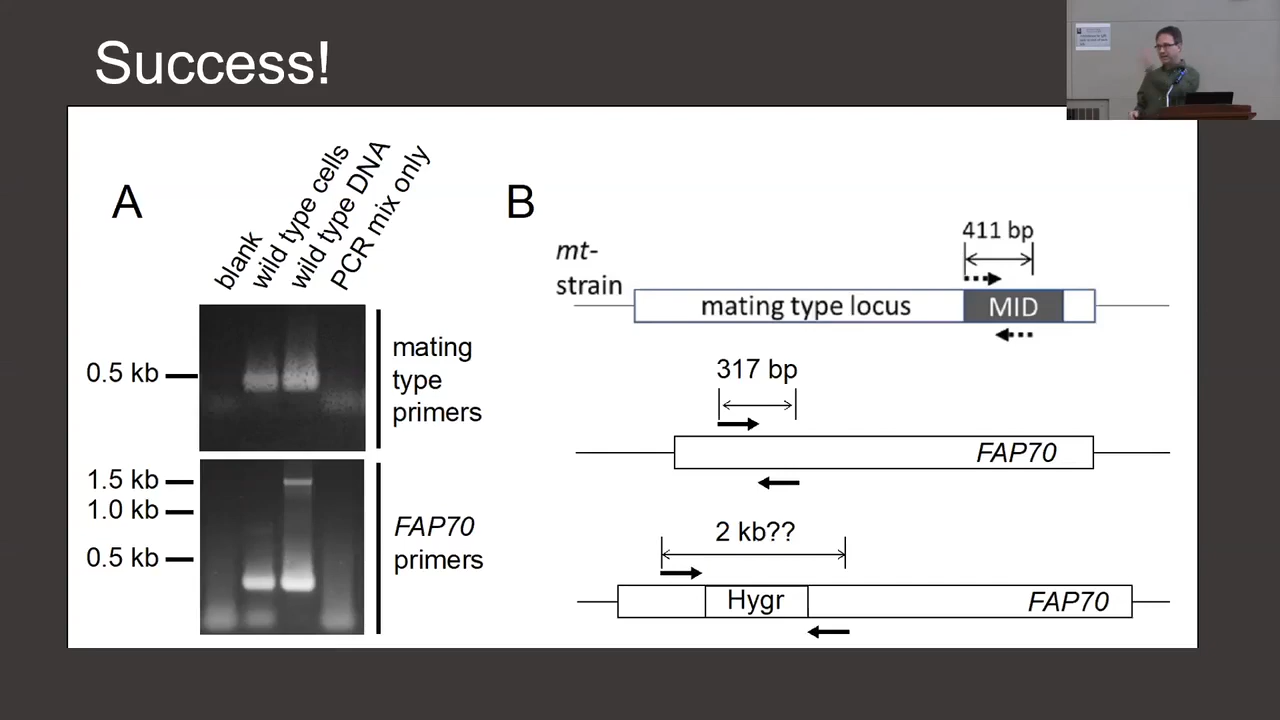 Success!
A
blank
wild type cells
wild type DNA
PCR mix only
0.5 kb
mating
type
primers
1.5 kb
1.0 kb
0.5 kb
FAP70
primers
B
mt-
strain
411 bp
mating type locus
MID
317 bp
FAP70
2 kb??
Hygr
FAP70